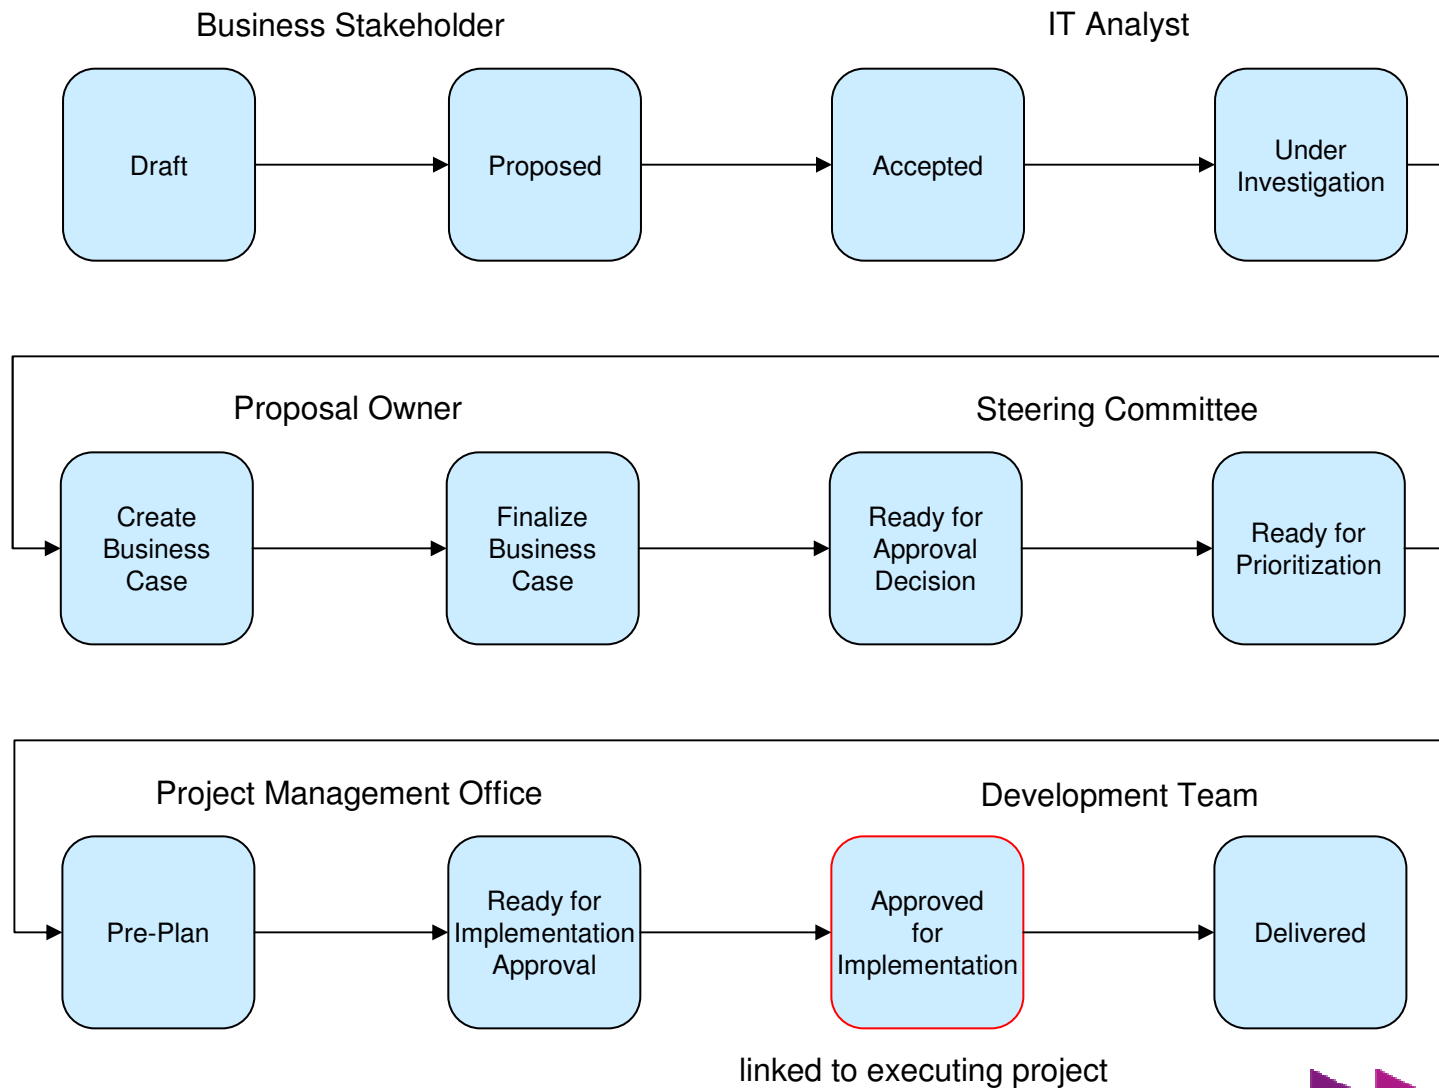 Business Stakeholder
IT Analyst
Draft
Proposed
Accepted
Under
Investigation
Proposal Owner
Steering Committee
Create
Business
Case
Finalize
Business
Case
Ready for
Approval
Decision
Ready for
Prioritization
Project Management Office
Development Team
Pre-Plan
Ready for
Implementation
Approval
Approved
for
Implementation
Delivered
linked to executing project